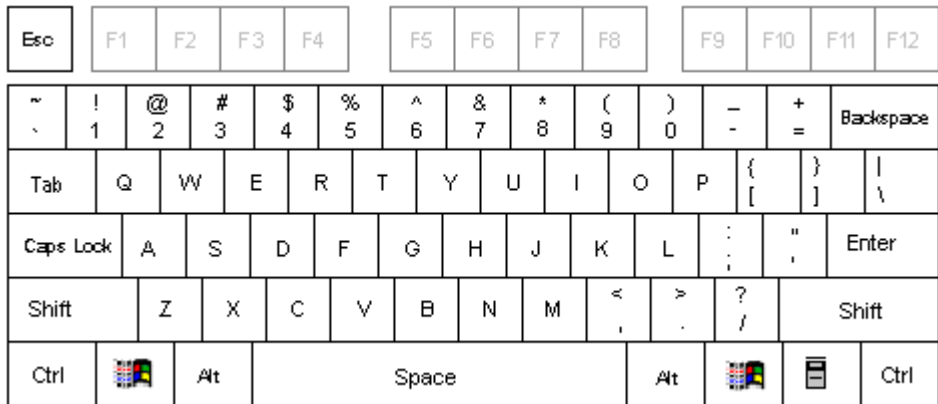 Esc F1 F2 F3 F4 F5 F6 F7 F8 F9 F10 F11 F12
~ ! @ # $ % ^ & * ( ) _ + Backspace
` 1 2 3 4 5 6 7 8 9 0 - =
Tab Q W E R T Y U I O P { } |
[ ] \
Caps Lock A S D F G H J K L : " Enter
; '
Shift Z X C V B N M < > ? Shift
, . /
Ctrl Alt Space Alt Ctrl